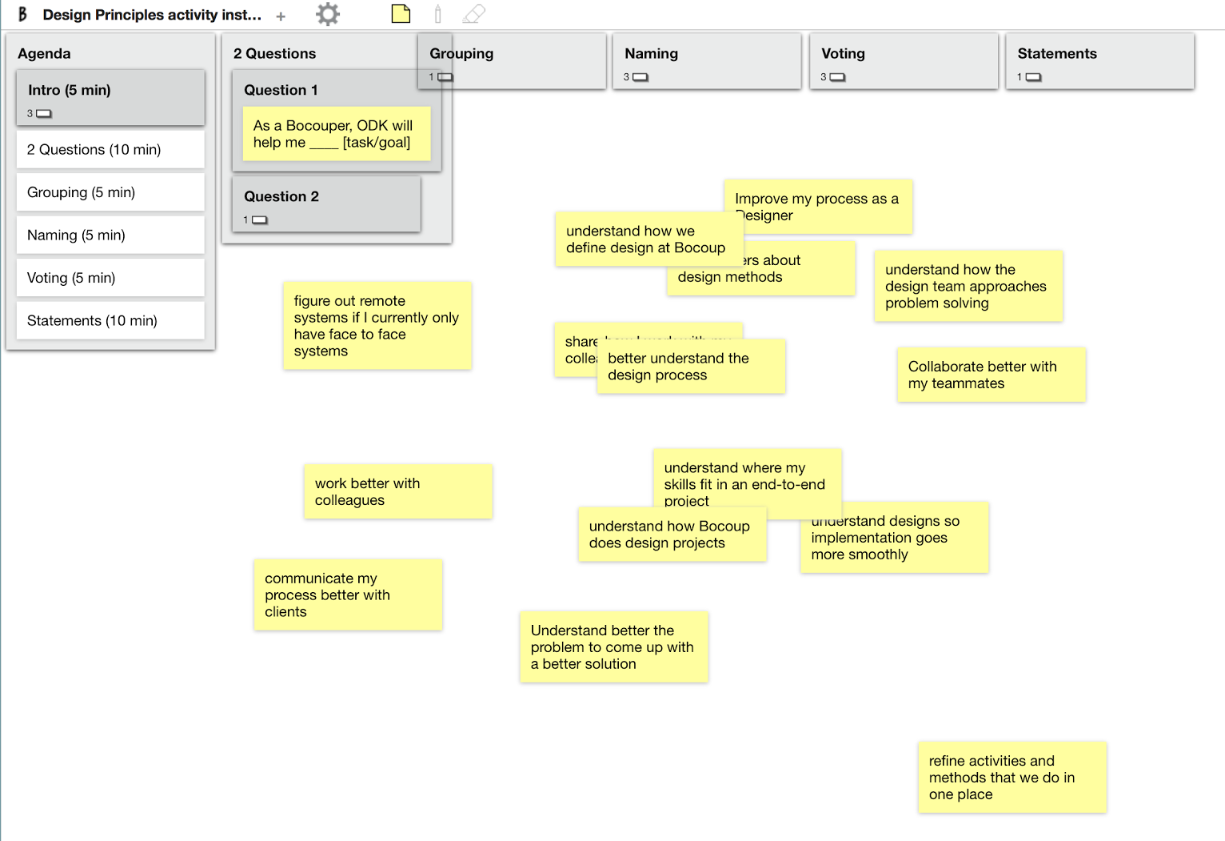 B Design Principles activity inst... +
Agenda
Intro (5 min)
3
2 Questions (10 min)
Grouping (5 min)
Naming (5 min)
Voting (5 min)
Statements (10 min)
2 Questions
Question 1
As a Bocouper, ODK will
help me ____ [task/goal]
Question 2
1
Grouping
1
Naming
3
Voting
3
Statements
1
Improve my process as a
Designer
understand how we
define design at Bocoup
about
design methods
understand how the
design team approaches
problem solving
figure out remote
systems if I currently only
have face to face
systems
share
better understand the
design process
Collaborate better with
my teammates
work better with
colleagues
understand where my
skills fit in an end-to-end
project
understand how Bocoup
does design projects
understand designs so
implementation goes
more smoothly
communicate my
process better with
clients
Understand better the
problem to come up with
a better solution
refine activities and
methods that we do in
one place